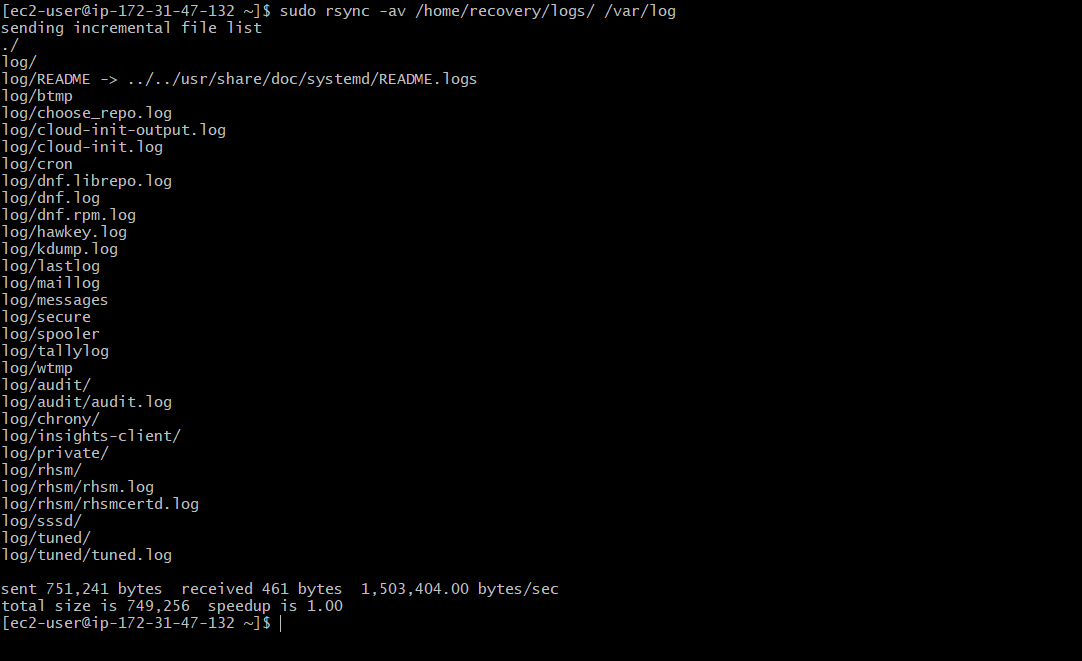 [ec2-user@ip-172-31-47-132 ~]$ sudo rsync -av /home/recovery/logs/ /var/log
sending incremental file list
./
log/
log/README -> ../../usr/share/doc/systemd/README.logs
log/btmp
log/choose_repo.log
log/cloud-init-output.log
log/cloud-init.log
log/cron
log/dnf.librepo.log
log/dnf.log
log/dnf.rpm.log
log/hawkey.log
log/kdump.log
log/lastlog
log/maillog
log/messages
log/secure
log/spooler
log/tallylog
log/wtmp
log/audit/
log/audit/audit.log
log/chrony/
log/insights-client/
log/private/
log/rhsm/
log/rhsm/rhsm.log
log/rhsm/rhsmcertd.log
log/sssd/
log/tuned/
log/tuned/tuned.log

sent 751,241 bytes  received 461 bytes  1,503,404.00 bytes/sec
total size is 749,256  speedup is 1.00
[ec2-user@ip-172-31-47-132 ~]$